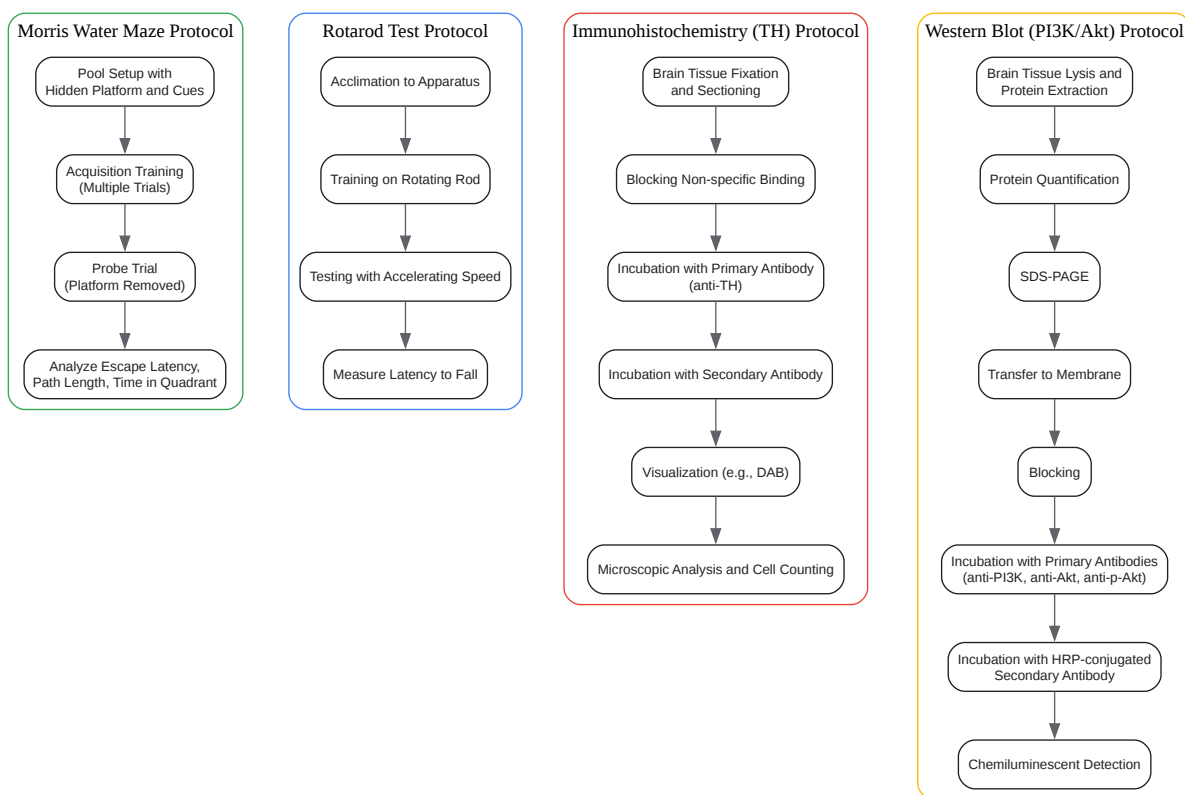 Morris Water Maze Protocol
Pool Setup with
Hidden Platform and Cues
Acquisition Training
(Multiple Trials)
Probe Trial
(Platform Removed)
Analyze Escape Latency,
Path Length, Time in Quadrant
Rotarod Test Protocol
Acclimation to Apparatus
Training on Rotating Rod
Testing with Accelerating Speed
Measure Latency to Fall
Immunohistochemistry (TH) Protocol
Brain Tissue Fixation
and Sectioning
Blocking Non-specific Binding
Incubation with Primary Antibody
(anti-TH)
Incubation with Secondary Antibody
Visualization (e.g., DAB)
Microscopic Analysis and Cell Counting
Western Blot (PI3K/Akt) Protocol
Brain Tissue Lysis and
Protein Extraction
Protein Quantification
SDS-PAGE
Transfer to Membrane
Blocking
Incubation with Primary Antibodies
(anti-PI3K, anti-Akt, anti-p-Akt)
Incubation with HRP-conjugated
Secondary Antibody
Chemiluminescent Detection